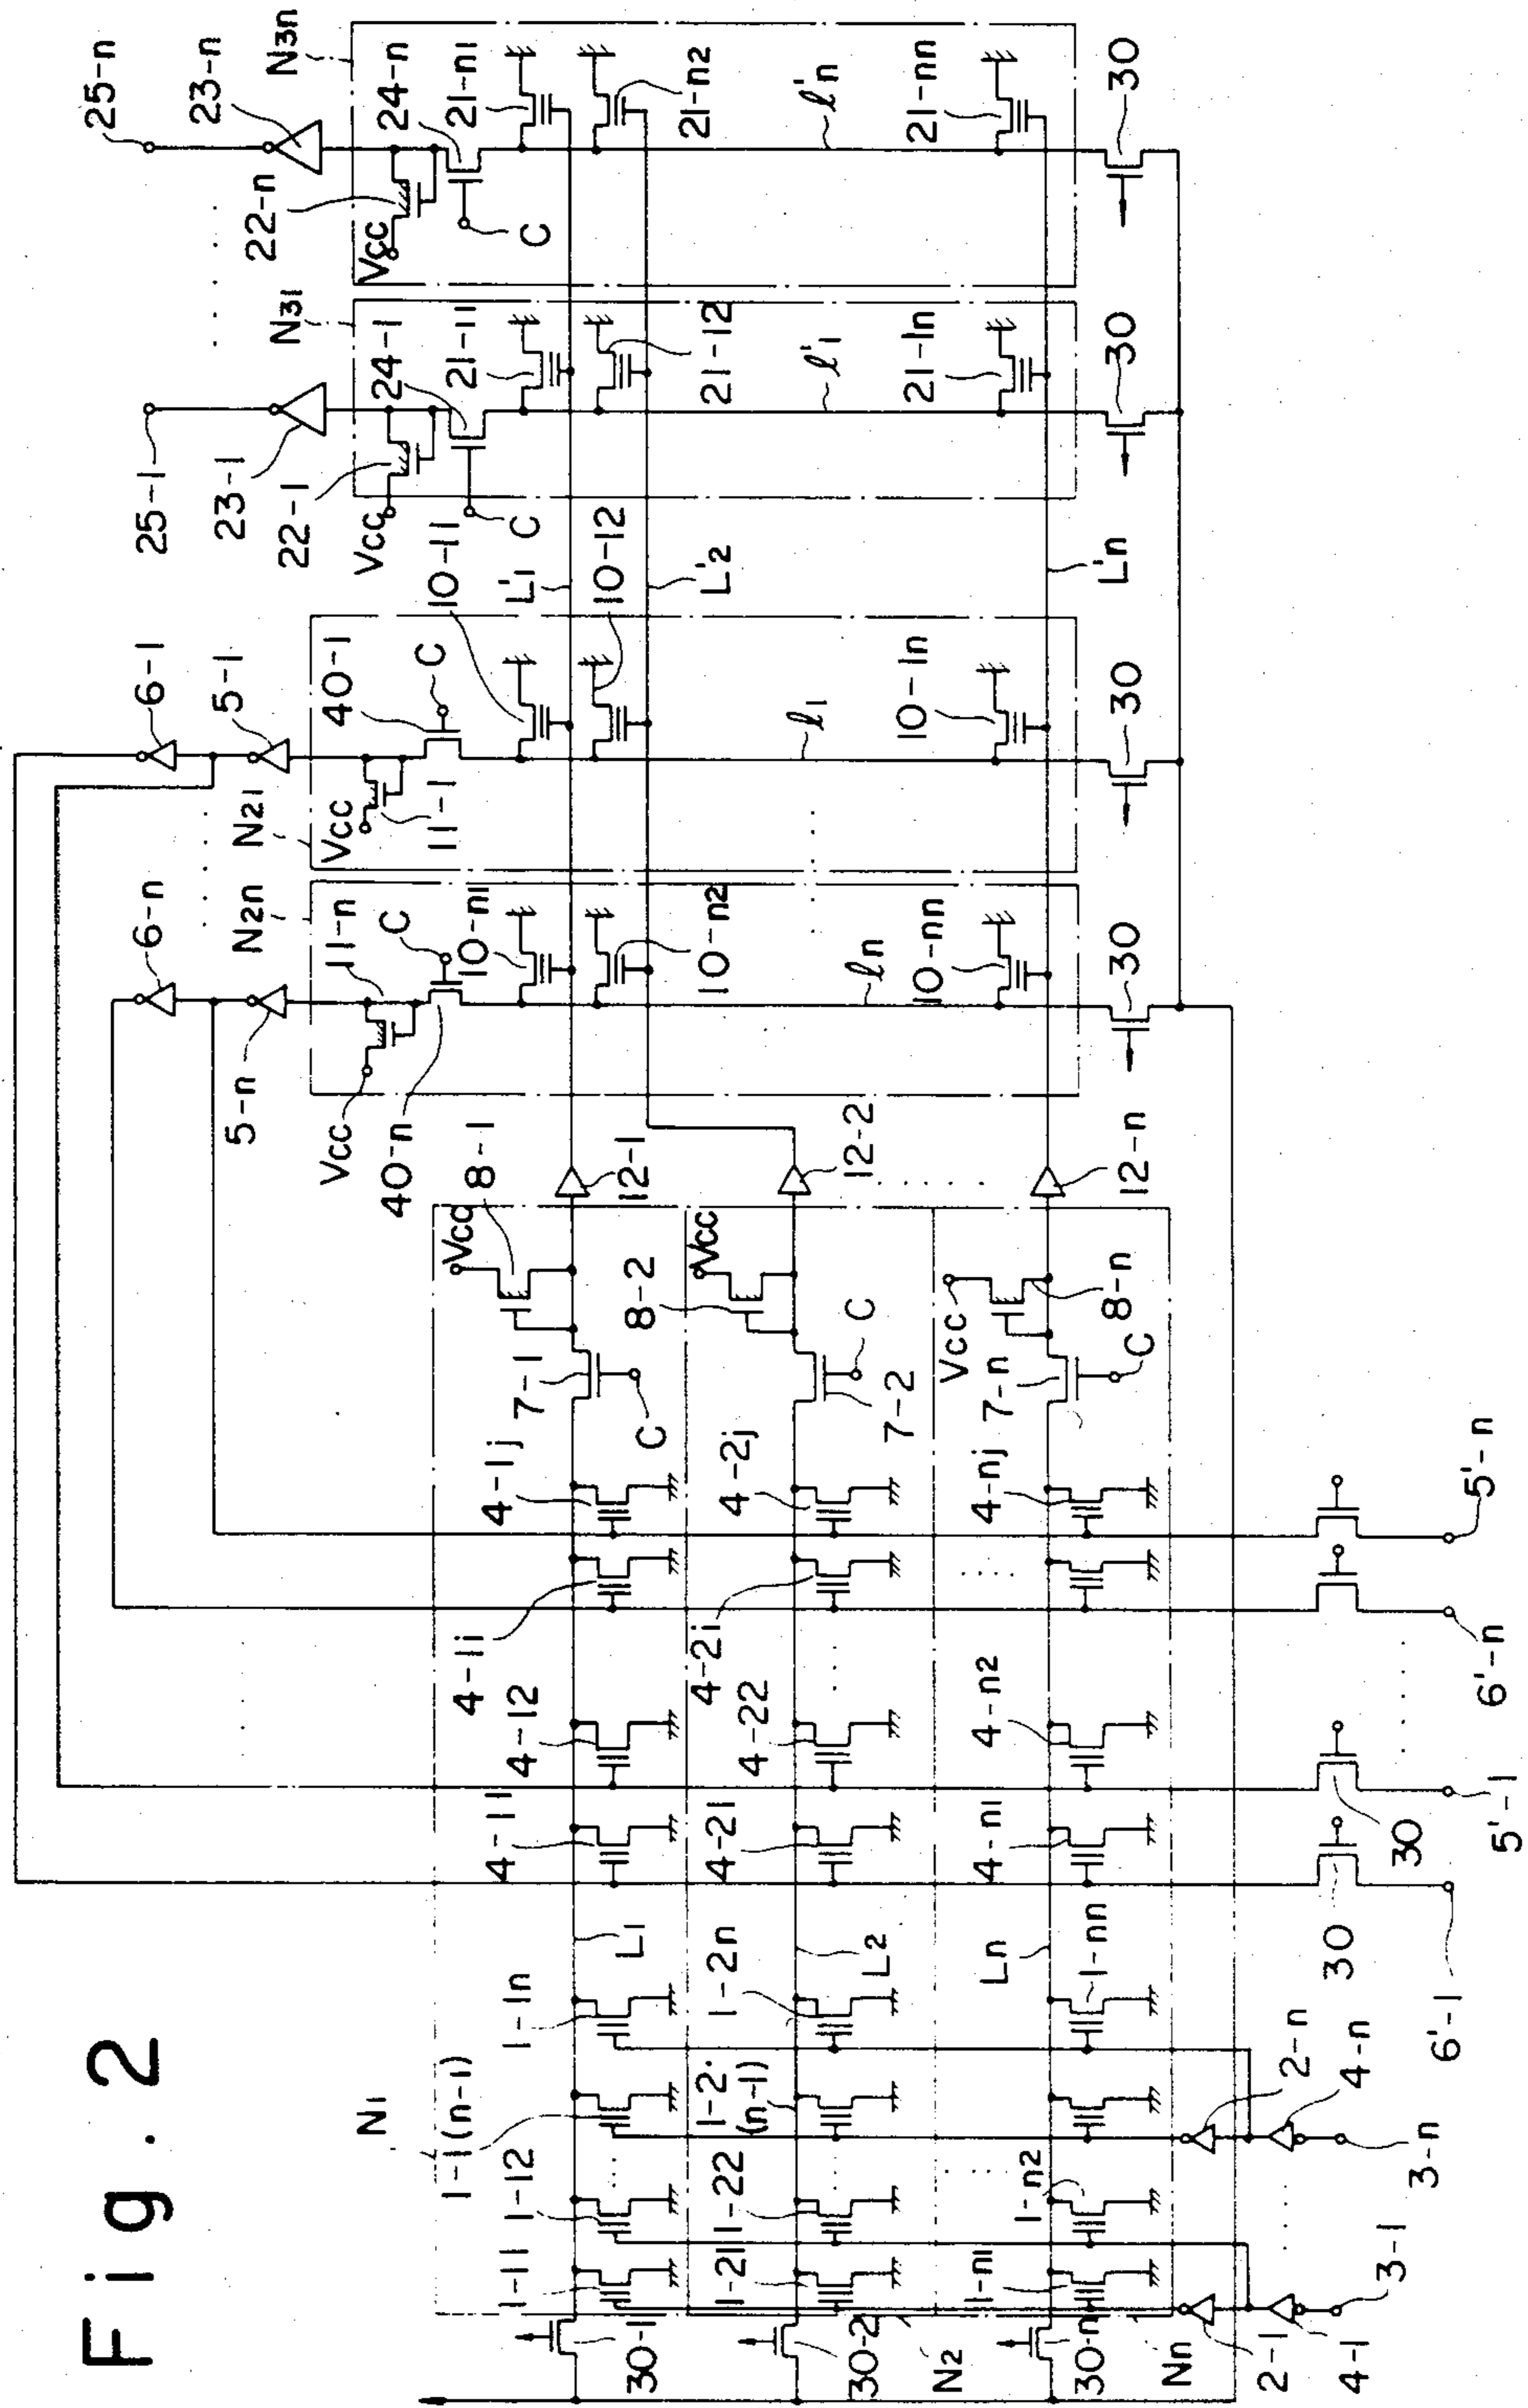 Fig. 2
25-1
25-n
23-1
23-n
N31
N3n
22-1
22-n
Vcc
Vcc
24-1
24-n
C
C
21-11
21-n1
21-12
21-n2
l'1
l'n
21-1n
21-nn
30
30
6-n
6-1
5-n
5-1
N2n
N21
Vcc
Vcc
11-n
11-1
40-n
40-1
C
C
10-n1
10-11
10-n2
10-12
L'1
L'2
L'n
ln
l1
10-nn
10-1n
30
30
N1
1-1(n-1)
1-11
1-12
1-1n
L1
4-11
4-12
4-1i
4-1j
7-1
C
Vcc
8-1
12-1
30-1
1-21
1-22
1-2(n-1)
1-2n
L2
4-21
4-22
4-2i
4-2j
7-2
C
Vcc
8-2
12-2
30-2
N2
1-n1
1-n2
1-nn
Ln
4-n1
4-n2
4-nj
7-n
C
Vcc
8-n
12-n
30-n
Nn
2-1
4-1
3-1
2-n
4-n
3-n
30
30
6'-1
5'-1
6'-n
5'-n